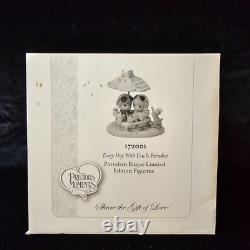 172001
Every Day With You Is Paradise
Porcelain Bisque Limited
Edition Figurine
PRECIOUS MOMENTS
Share the Gift of Love